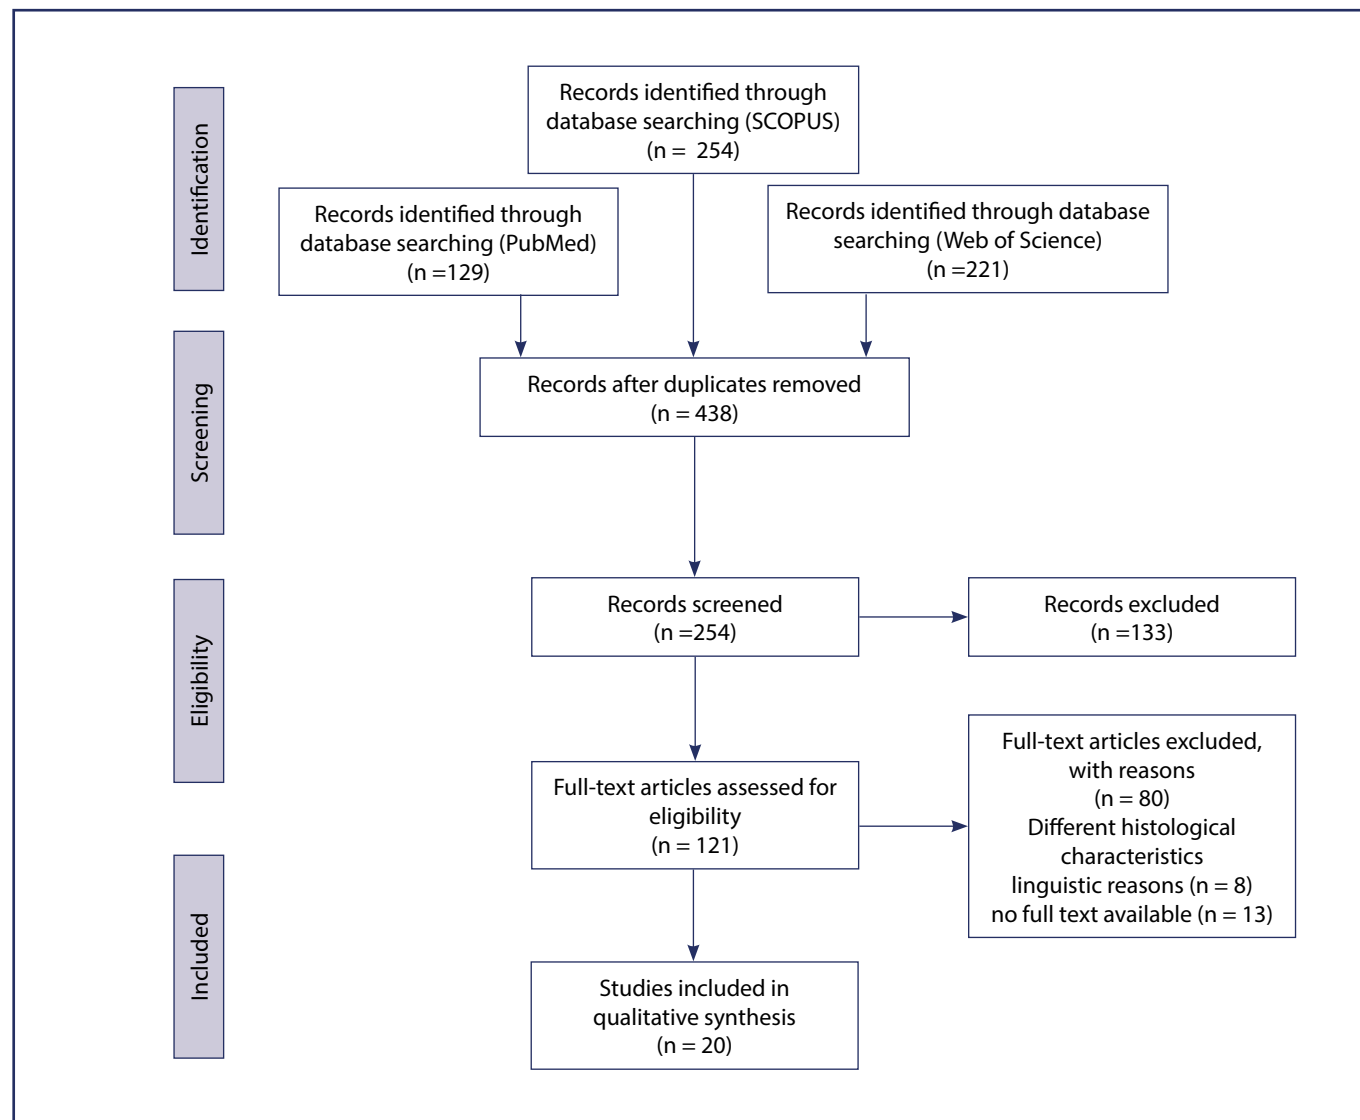 Identification
Records identified through
database searching (SCOPUS)
(n = 254)
Records identified through
database searching (PubMed)
(n =129)
Records identified through database
searching (Web of Science)
(n =221)
Screening
Records after duplicates removed
(n = 438)
Eligibility
Records screened
(n =254)
Records excluded
(n =133)
Full-text articles assessed for
eligibility
(n = 121)
Full-text articles excluded,
with reasons
(n = 80)
Different histological
characteristics
linguistic reasons (n = 8)
no full text available (n = 13)
Included
Studies included in
qualitative synthesis
(n = 20)